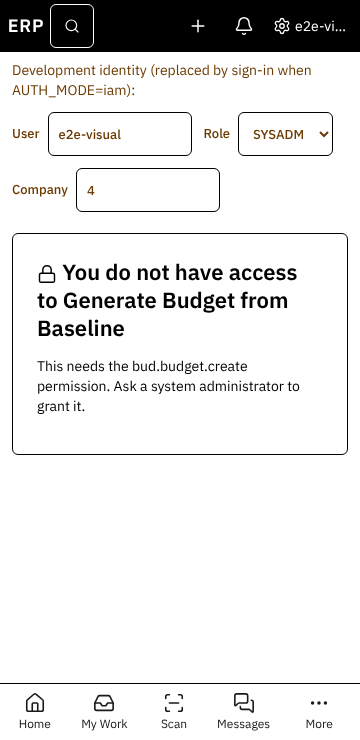 ERP
e2e-vi...
Development identity (replaced by sign-in when
AUTH_MODE=iam):
User e2e-visual Role SYSADM
Company 4
You do not have access
to Generate Budget from
Baseline
This needs the bud.budget.create
permission. Ask a system administrator to
grant it.
Home My Work Scan Messages More